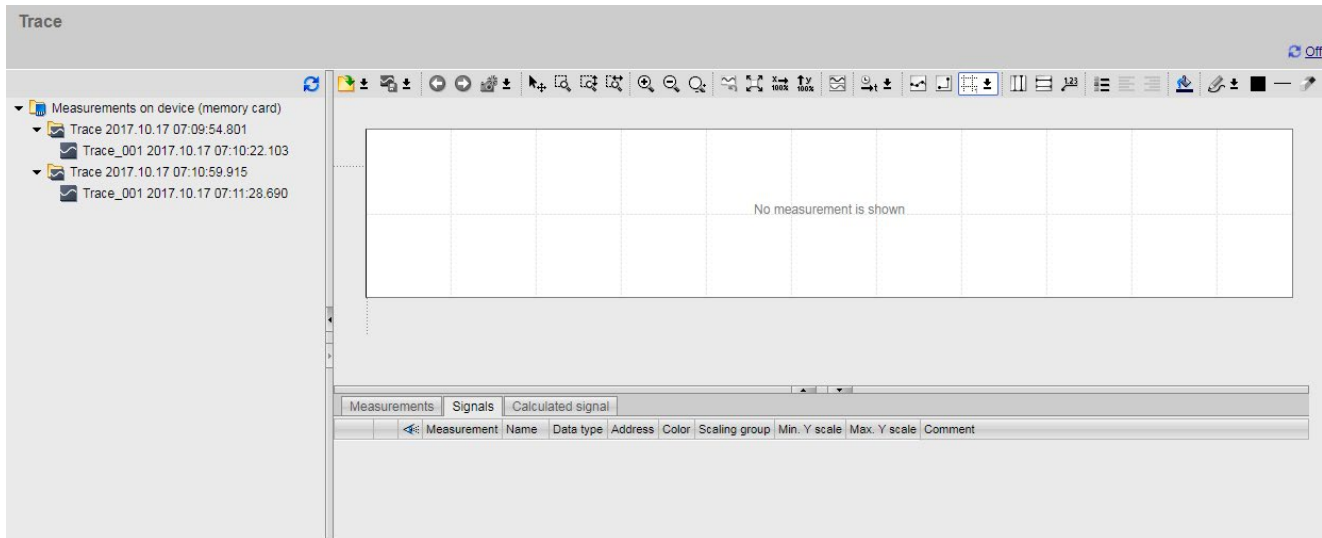 Trace
Off
Measurements on device (memory card)
Trace 2017.10.17 07:09:54.801
Trace_001 2017.10.17 07:10:22.103
Trace 2017.10.17 07:10:59.915
Trace_001 2017.10.17 07:11:28.690
No measurement is shown
Measurements Signals Calculated signal
Measurement Name Data type Address Color Scaling group Min. Y scale Max. Y scale Comment